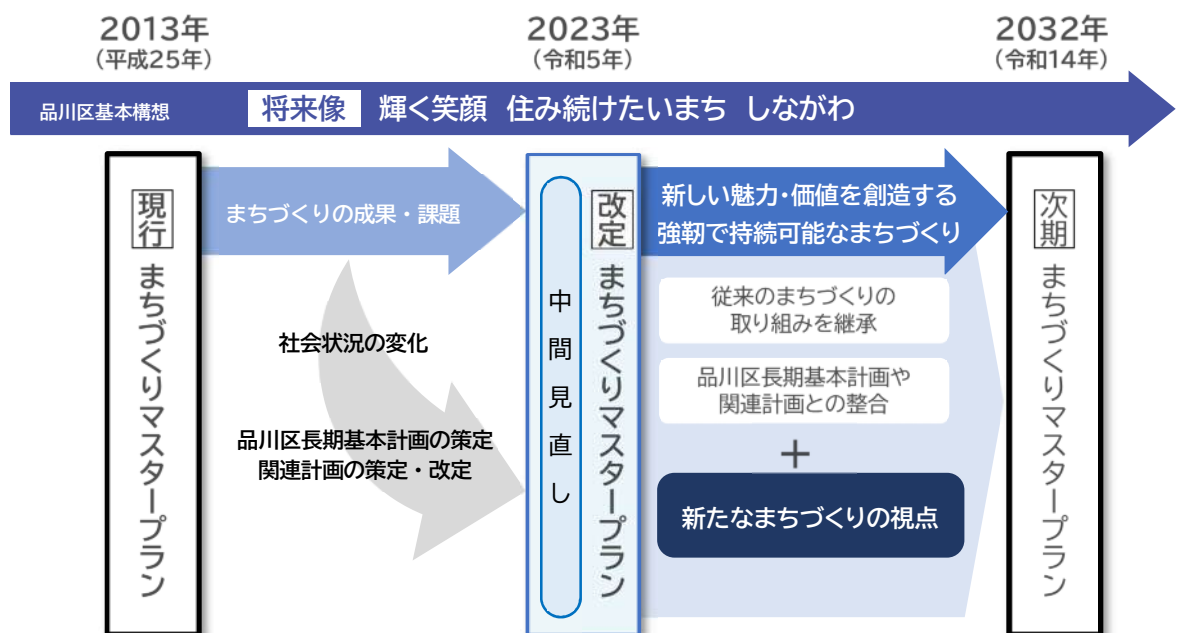 2013年
(平成25年)
2023年
(令和5年)
2032年
(令和14年)
品川区基本構想
将来像 輝く笑顔 住み続けたいまち しながわ
現行 まちづくりマスタープラン
まちづくりの成果・課題
社会状況の変化
品川区長期基本計画の策定
関連計画の策定・改定
中間見直し
改定 まちづくりマスタープラン
新しい魅力・価値を創造する
強靭で持続可能なまちづくり
従来のまちづくりの
取り組みを継承
品川区長期基本計画や
関連計画との整合
＋
新たなまちづくりの視点
次期 まちづくりマスタープラン